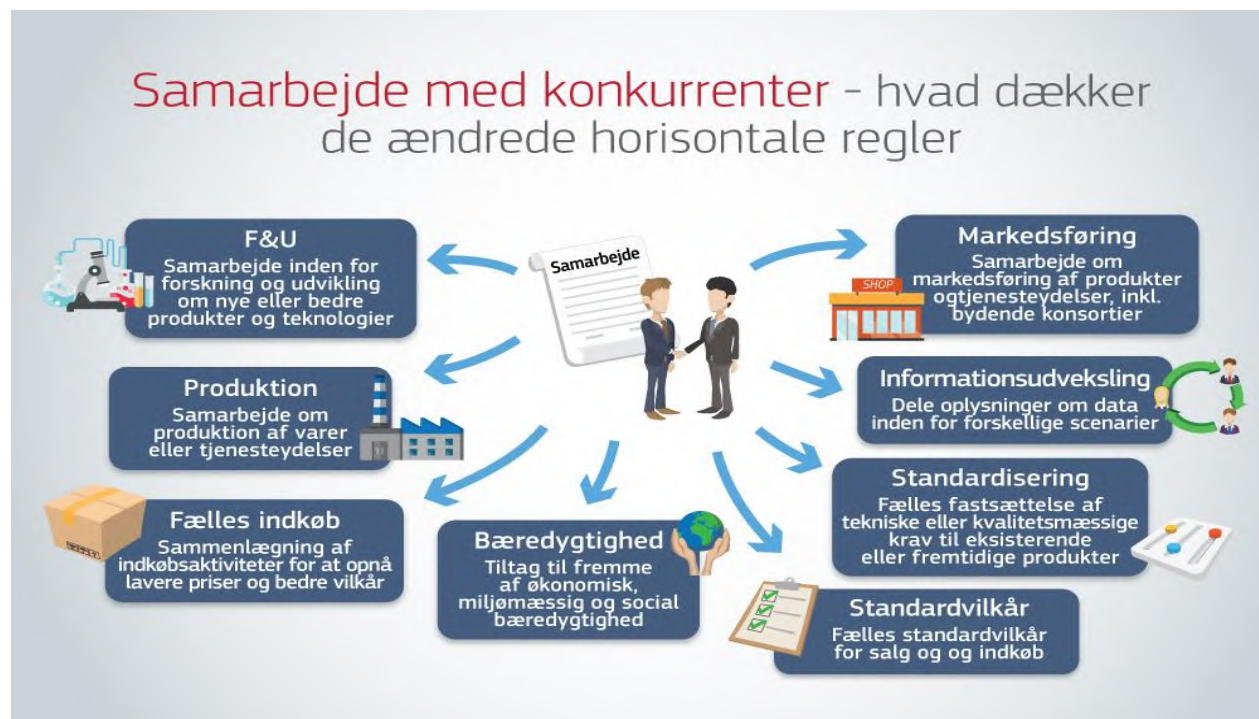 Samarbejde med konkurrenter - hvad dækker
de ændrede horisontale regler
F&U
Samarbejde inden for
forskning og udvikling
om nye eller bedre
produkter og teknologier
Produktion
Samarbejde om
produktion af varer
eller tjenesteydelser
Fælles indkøb
Sammenlægning af
indkøbsaktiviteter for at opnå
lavere priser og bedre vilkår
Samarbejde
Bæredygtighed
Tiltag til fremme
af økonomisk,
miljømæssig og social
bæredygtighed
Markedsføring
Samarbejde om
markedsføring af produkter
ogtjenesteydelser, inkl.
bydende konsortier
SHOP
Informationsudveksling
Dele oplysninger om data
inden for forskellige scenarier
Standardisering
Fælles fastsættelse af
tekniske eller kvalitetsmæssige
krav til eksisterende
eller fremtidige produkter
Standardvilkår
Fælles standardvilkår
for salg og og indkøb